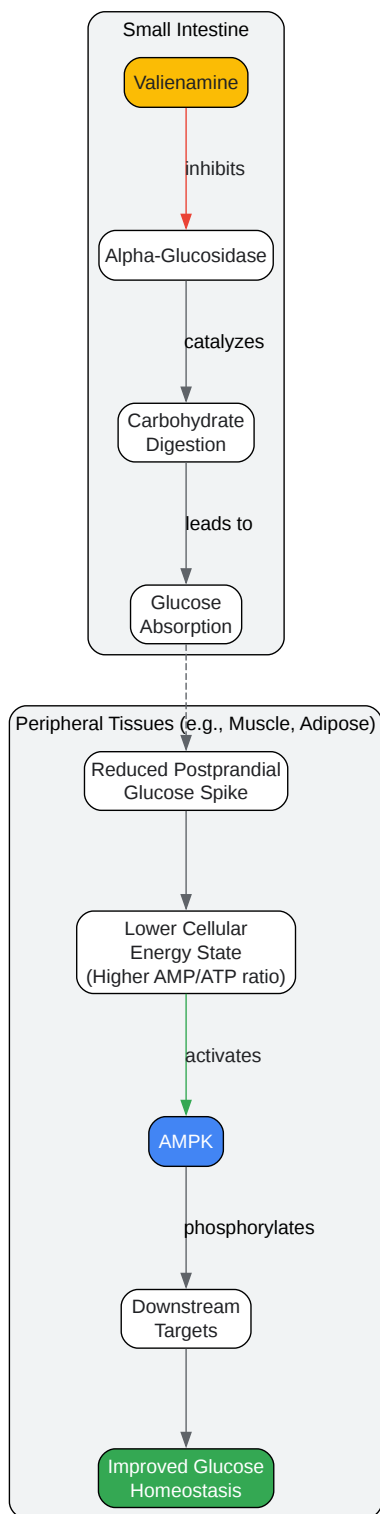 Small Intestine
Valienamine
inhibits
Alpha-Glucosidase
catalyzes
Carbohydrate
Digestion
leads to
Glucose
Absorption
Peripheral Tissues (e.g., Muscle, Adipose)
Reduced Postprandial
Glucose Spike
Lower Cellular
Energy State
(Higher AMP/ATP ratio)
activates
AMPK
phosphorylates
Downstream
Targets
Improved Glucose
Homeostasis